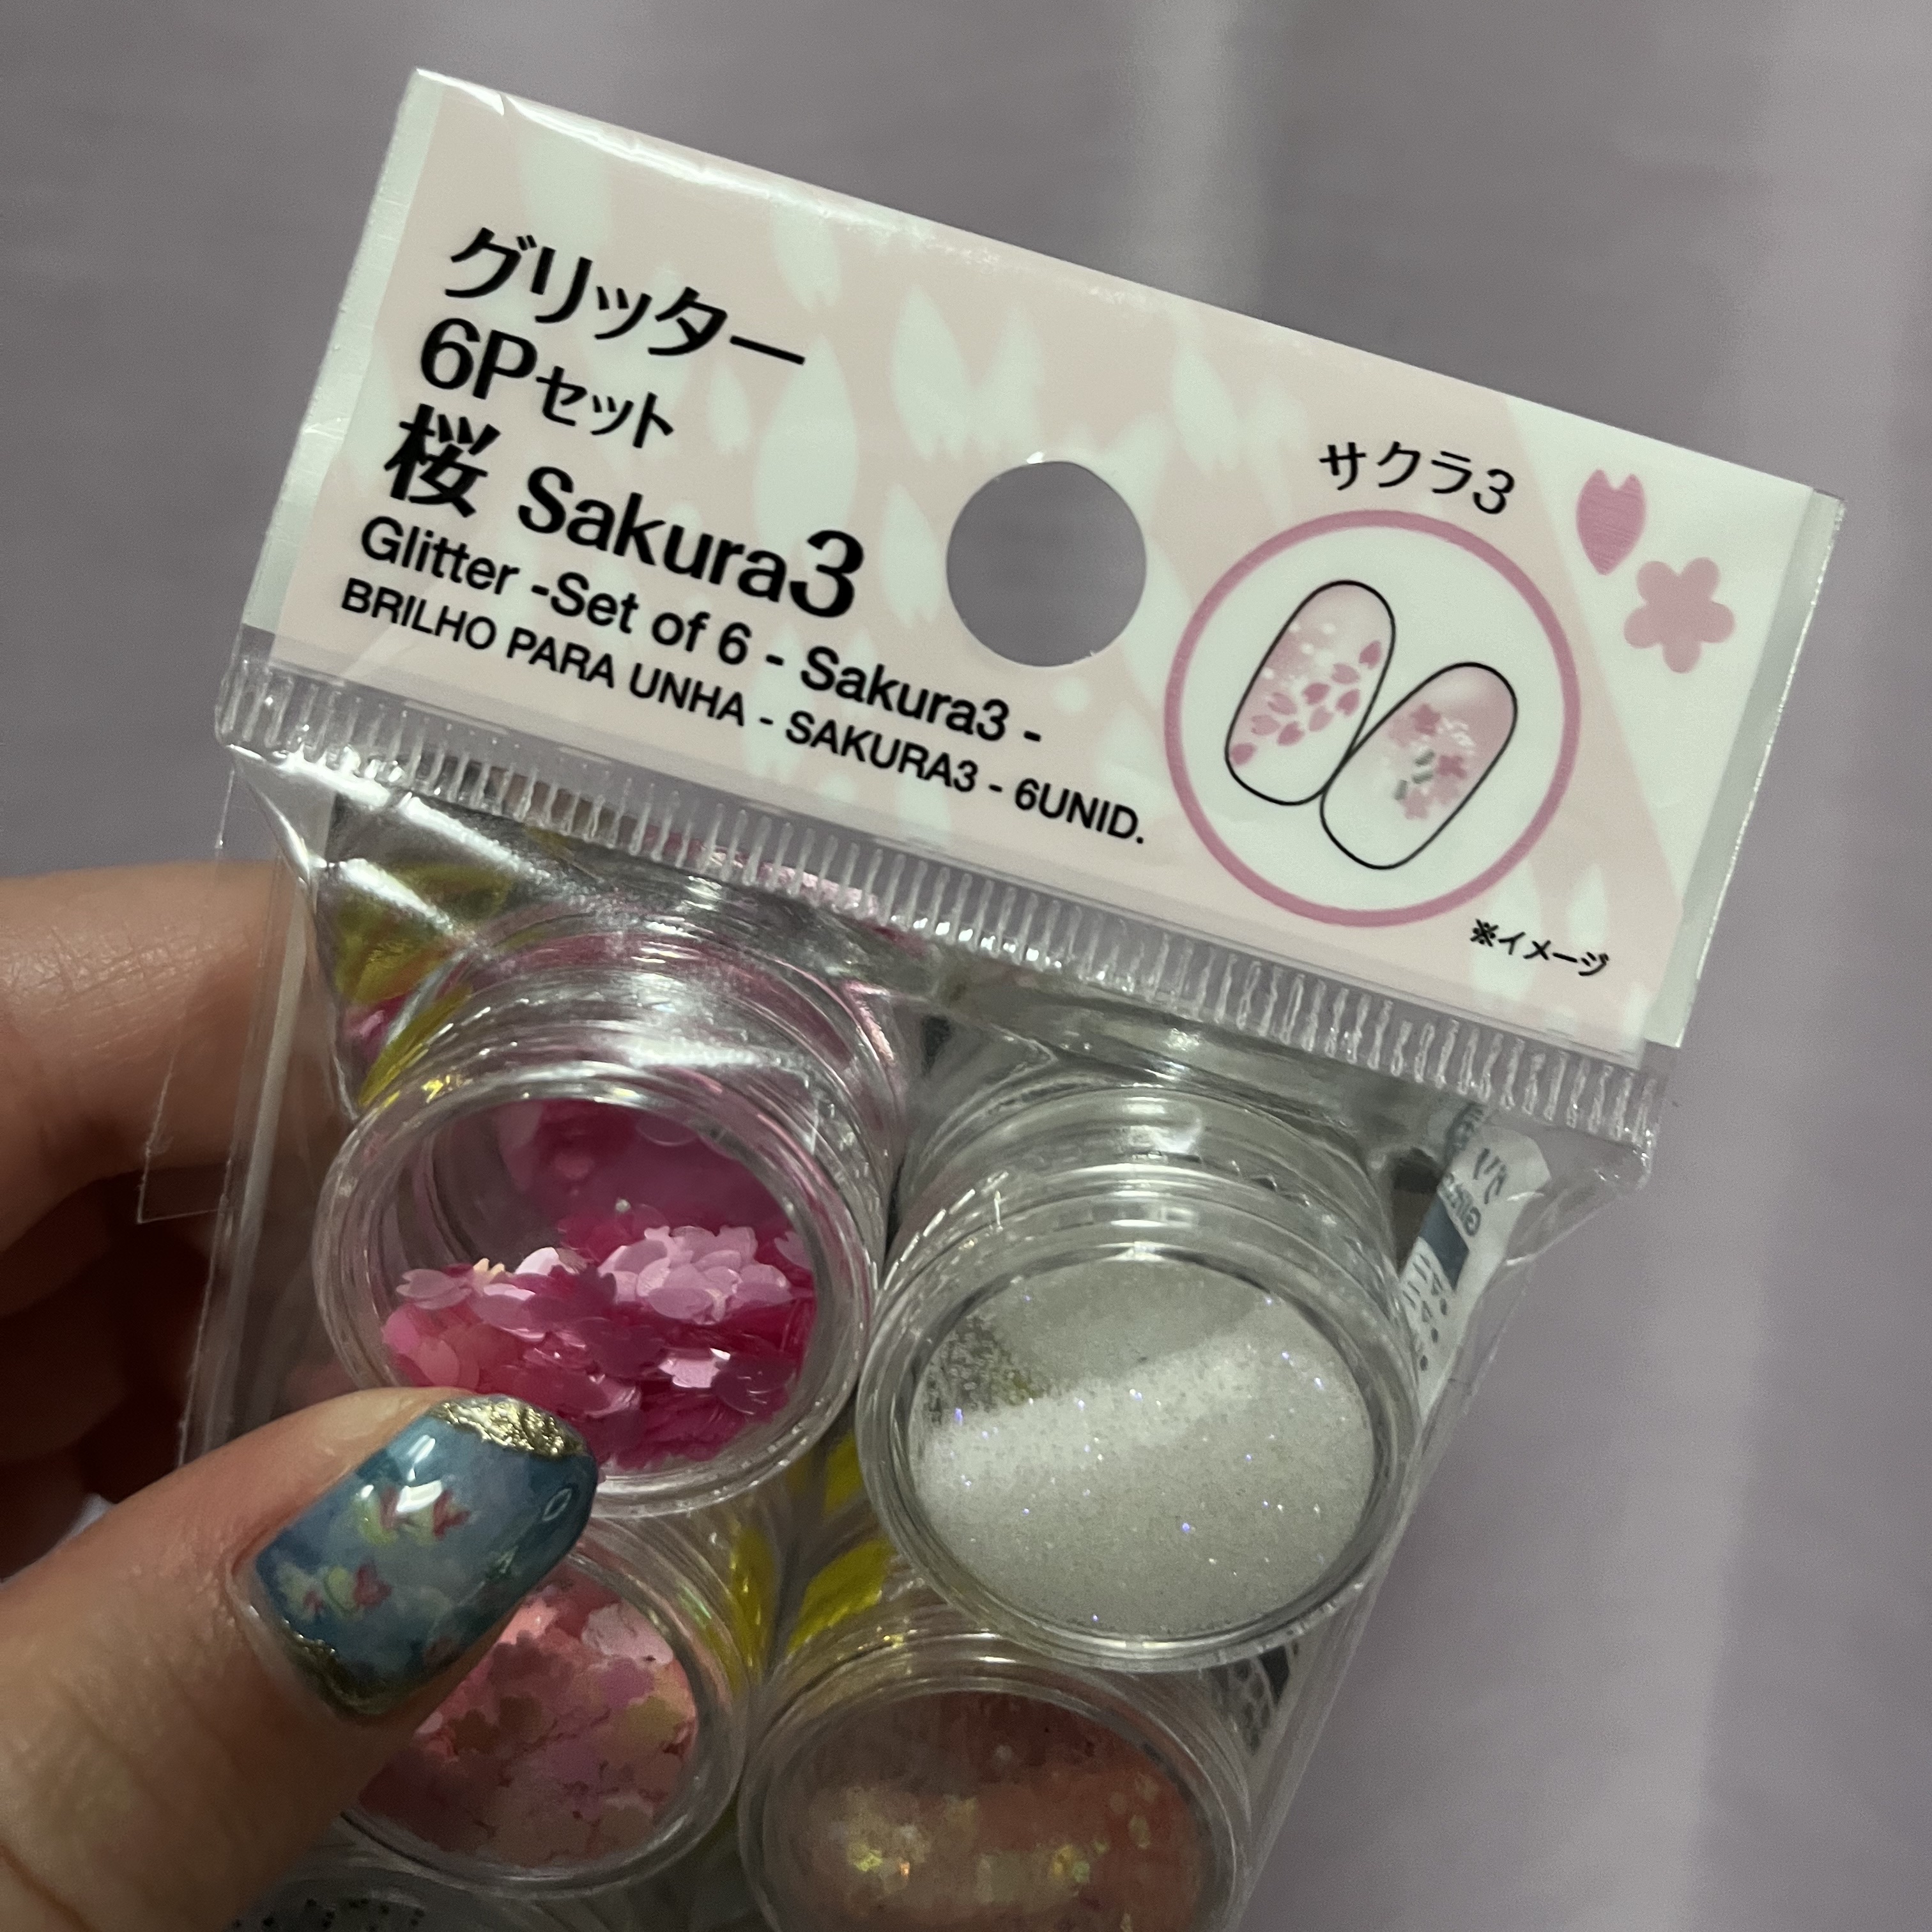 グリッター
6Pセット
桜 Sakura3
Glitter -Set of 6 - Sakura3 -
BRILHO PARA UNHA - SAKURA3 - 6UNID.
サクラ3
※イメージ